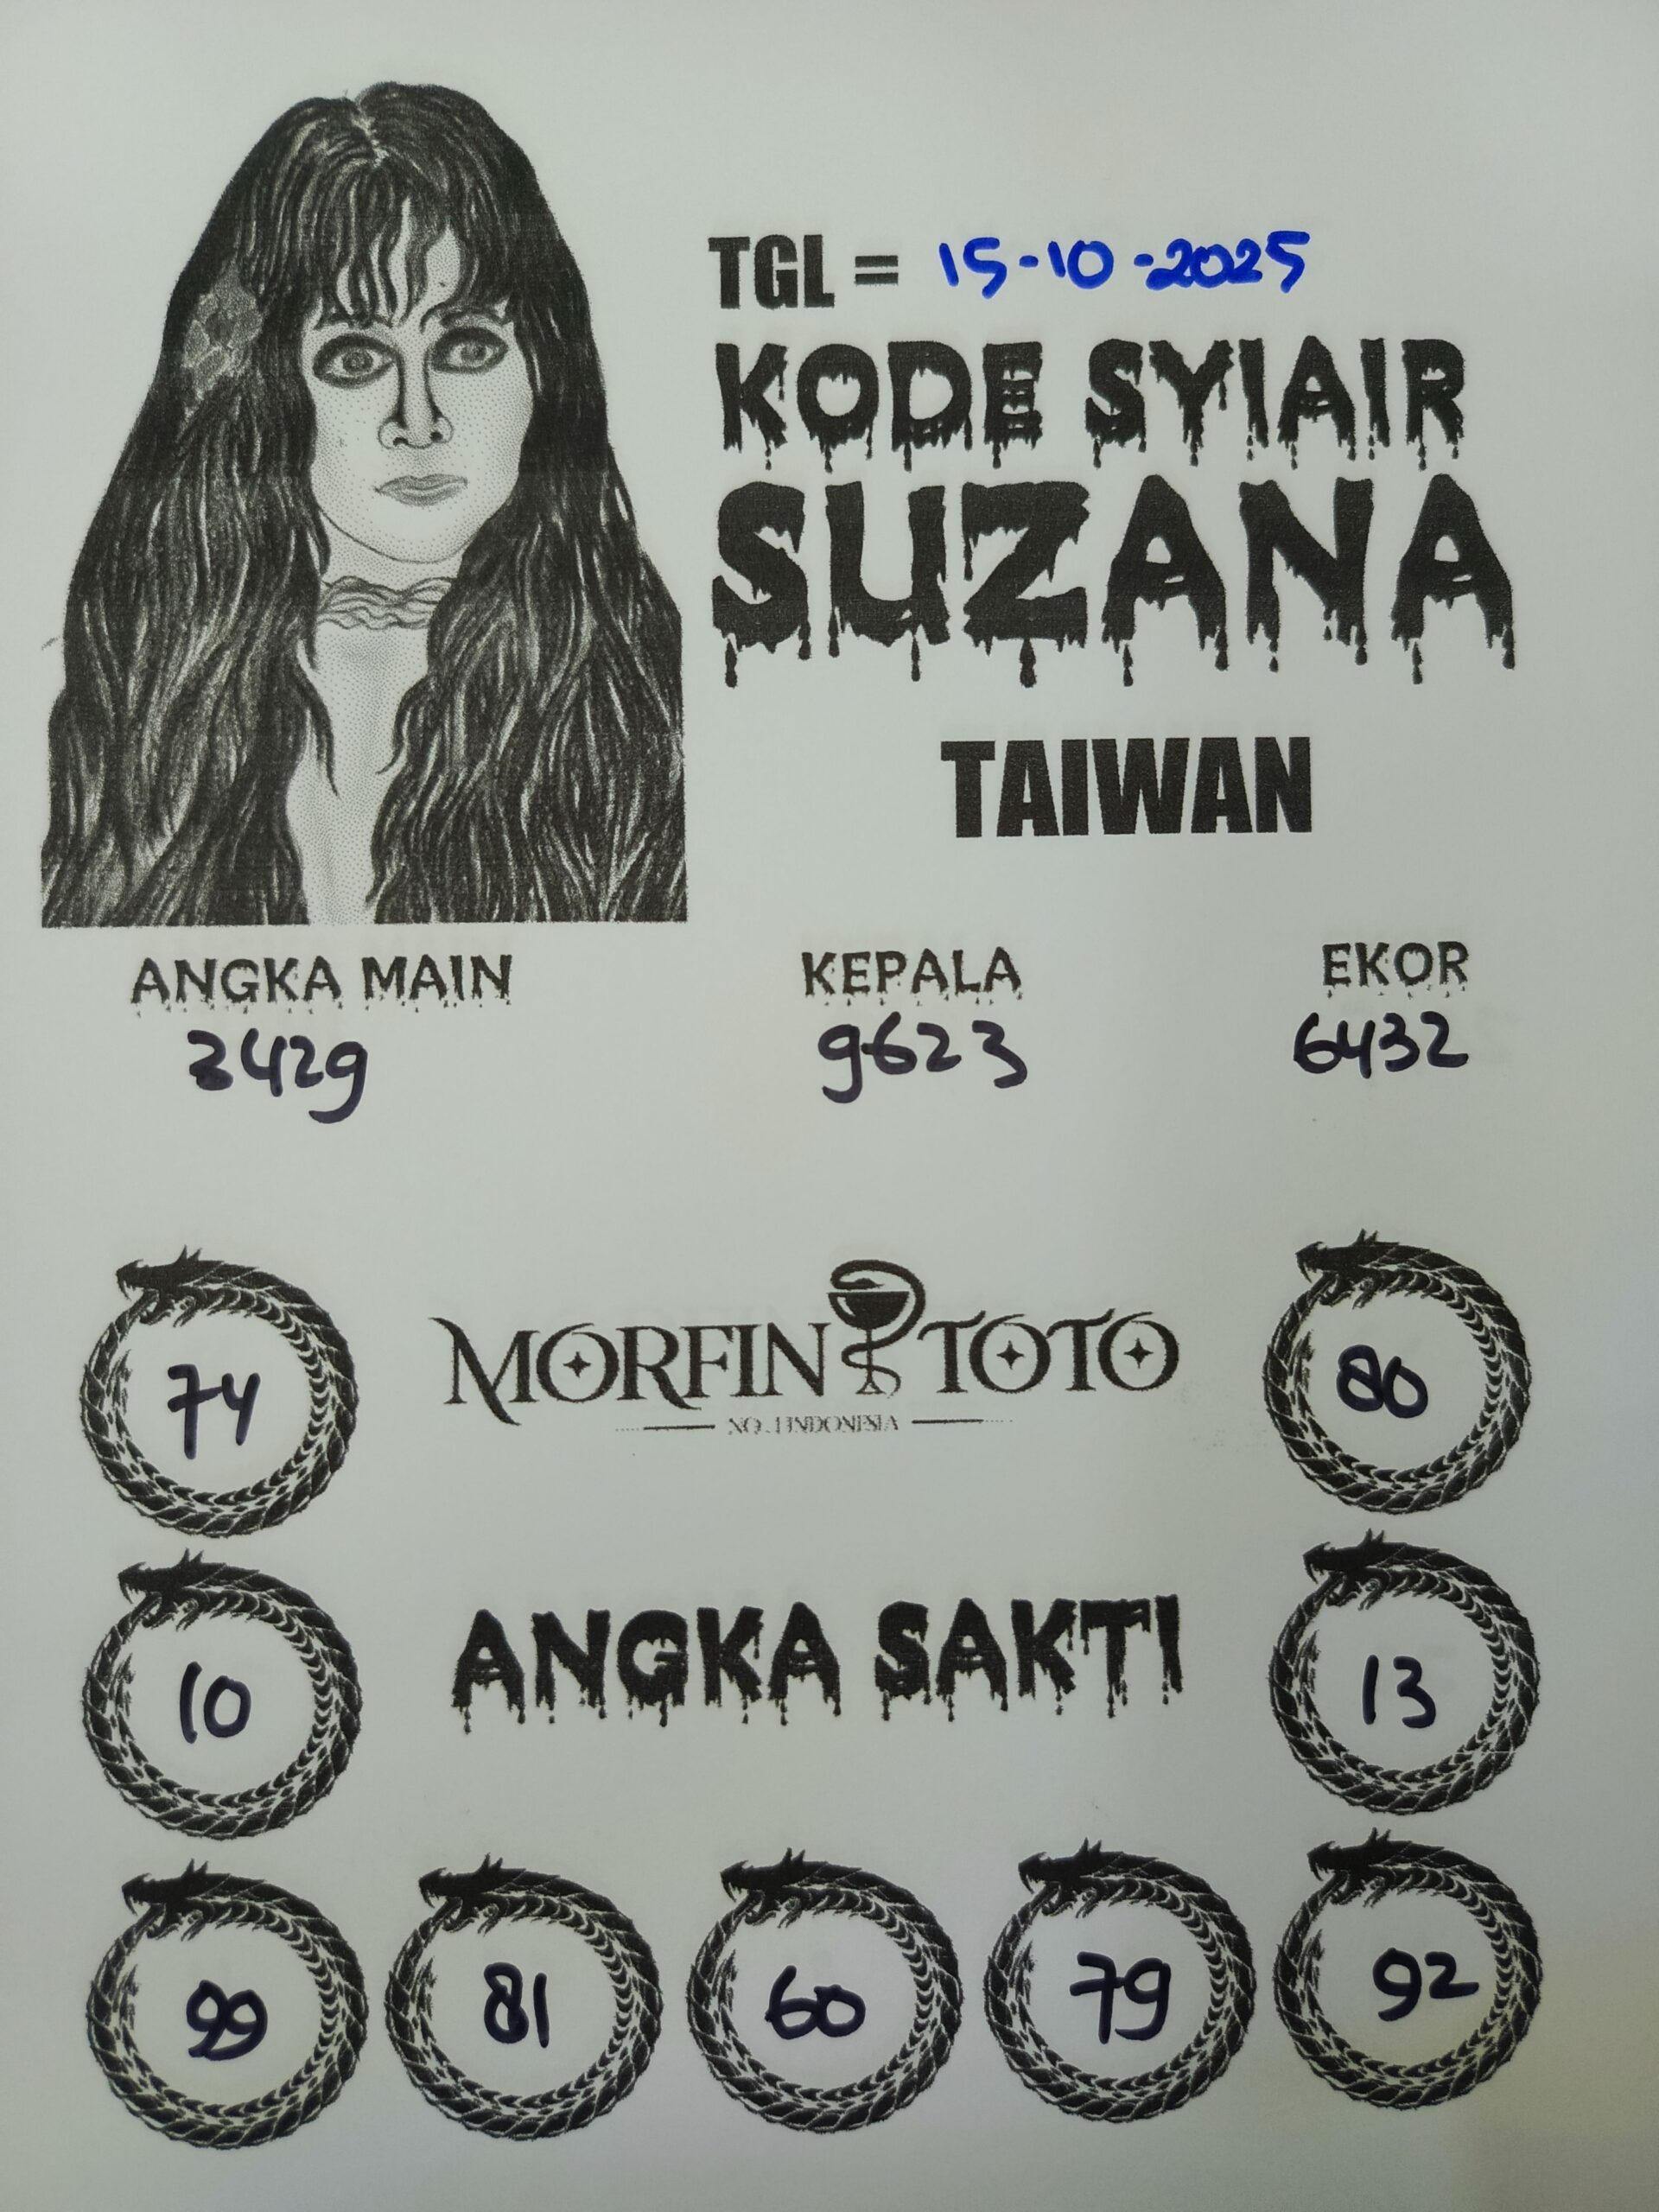 TGL = 15-10-2025
KODE SYIAIR
SUZANA
TAIWAN
ANGKA MAIN KEPALA EKOR
3429 9623 6432
74 MORFIN TOTO 80
NO.1 INDONESIA
10 ANGKA SAKTI 13
99 81 60 79 92